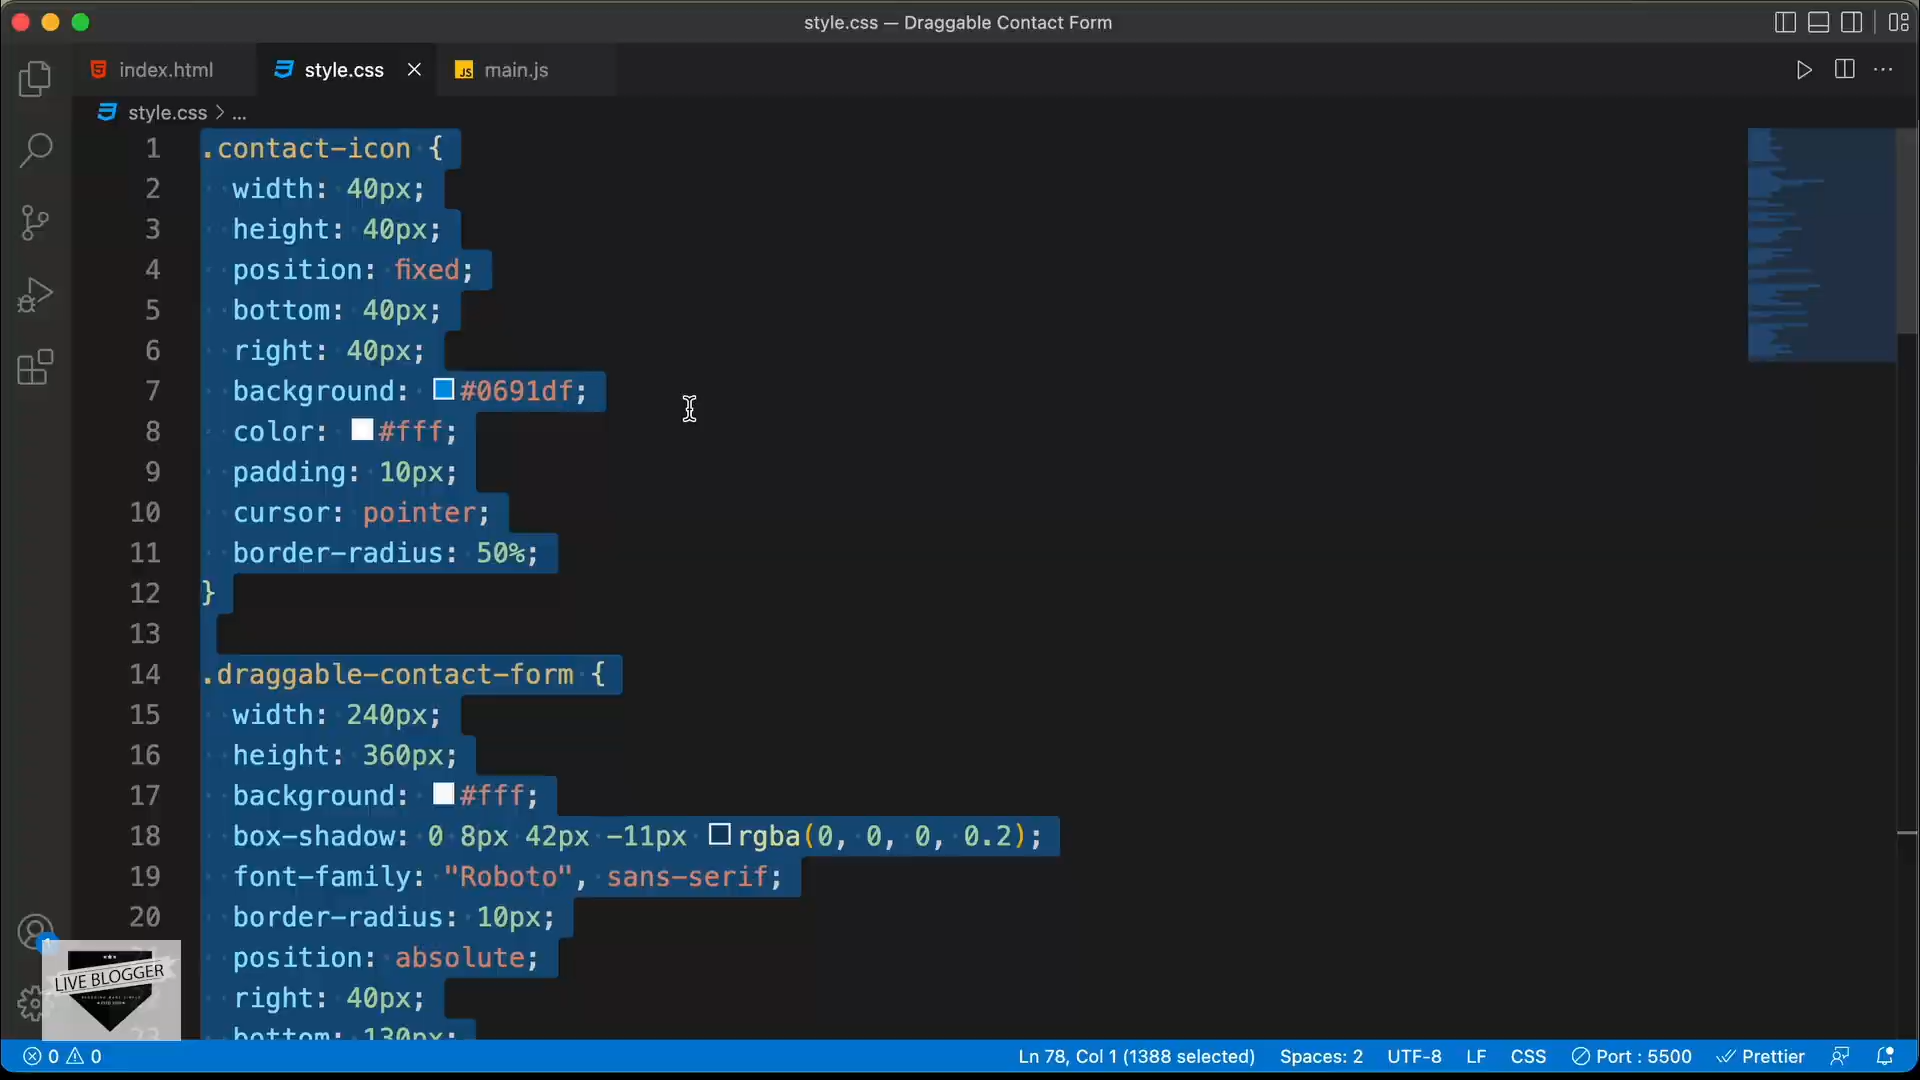 style.css — Draggable Contact Form
index.html
style.css
JS main.js
style.css > ...
1 .contact-icon {
2 width: 40px;
3 height: 40px;
4 position: fixed;
5 bottom: 40px;
6 right: 40px;
7 background: #0691df;
8 color: #fff;
9 padding: 10px;
10 cursor: pointer;
11 border-radius: 50%;
12 }
13
14 .draggable-contact-form {
15 width: 240px;
16 height: 360px;
17 background: #fff;
18 box-shadow: 0 8px 42px -11px rgba(0, 0, 0, 0.2);
19 font-family: "Roboto", sans-serif;
20 border-radius: 10px;
position: absolute;
right: 40px;
23 bottom: 130px;
LIVE BLOGGER
0 0 Ln 78, Col 1 (1388 selected) Spaces: 2 UTF-8 LF CSS Port : 5500 Prettier